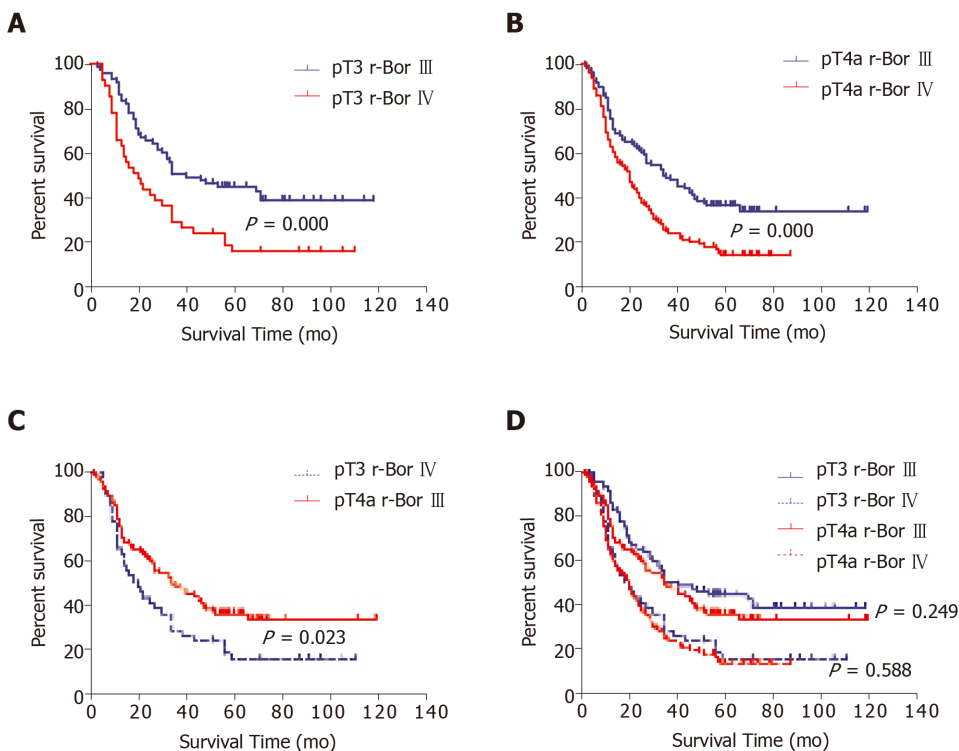 A
pT3 r-Bor Ⅲ
pT3 r-Bor Ⅳ
Percent survival
100
80
60
40
20
0
P = 0.000
0 20 40 60 80 100 120 140
Survival Time (mo)
B
pT4a r-Bor Ⅲ
pT4a r-Bor Ⅳ
Percent survival
100
80
60
40
20
0
P = 0.000
0 20 40 60 80 100 120 140
Survival Time (mo)
C
pT3 r-Bor Ⅳ
pT4a r-Bor Ⅲ
Percent survival
100
80
60
40
20
0
P = 0.023
0 20 40 60 80 100 120 140
Survival Time (mo)
D
pT3 r-Bor Ⅲ
pT3 r-Bor Ⅳ
pT4a r-Bor Ⅲ
pT4a r-Bor Ⅳ
Percent survival
100
80
60
40
20
0
P = 0.249
P = 0.588
0 20 40 60 80 100 120 140
Survival Time (mo)